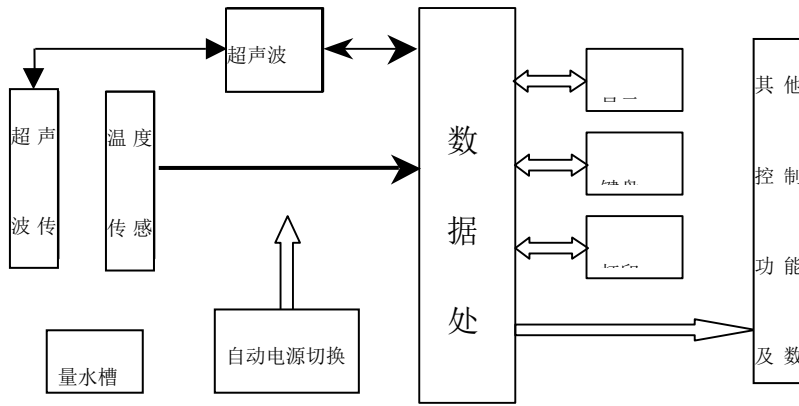 超声波
超 声
波 传
温 度
传 感
数
据
处
其 他
控 制
功 能
及 数
自动电源切换
量水槽